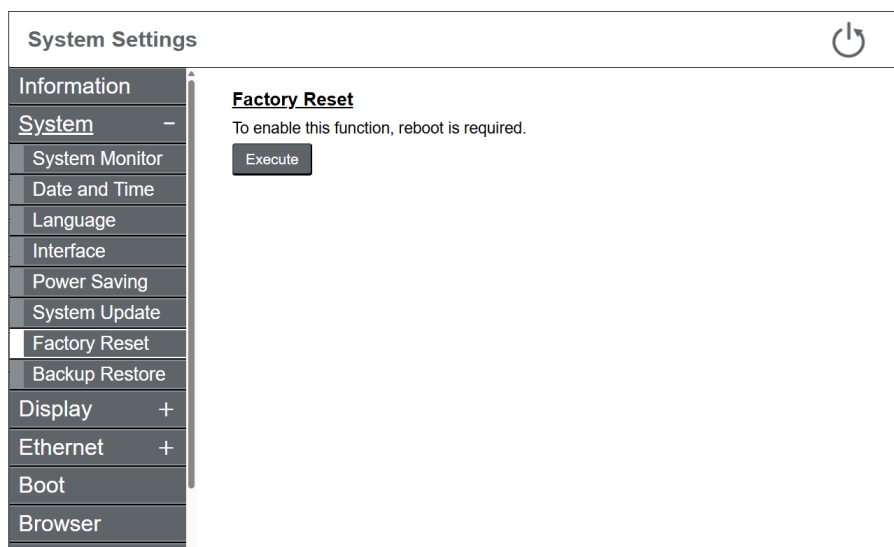 System Settings
Information
System −
System Monitor
Date and Time
Language
Interface
Power Saving
System Update
Factory Reset
Backup Restore
Display +
Ethernet +
Boot
Browser
Factory Reset
To enable this function, reboot is required.
Execute